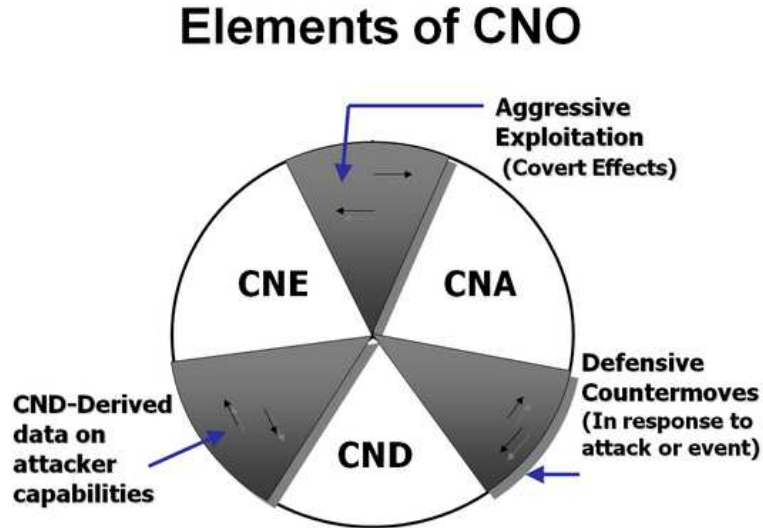 Elements of CNO
Aggressive
Exploitation
(Covert Effects)
CNE
CNA
Defensive
Countermoves
(In response to
attack or event)
CND-Derived
data on
attacker
capabilities
CND